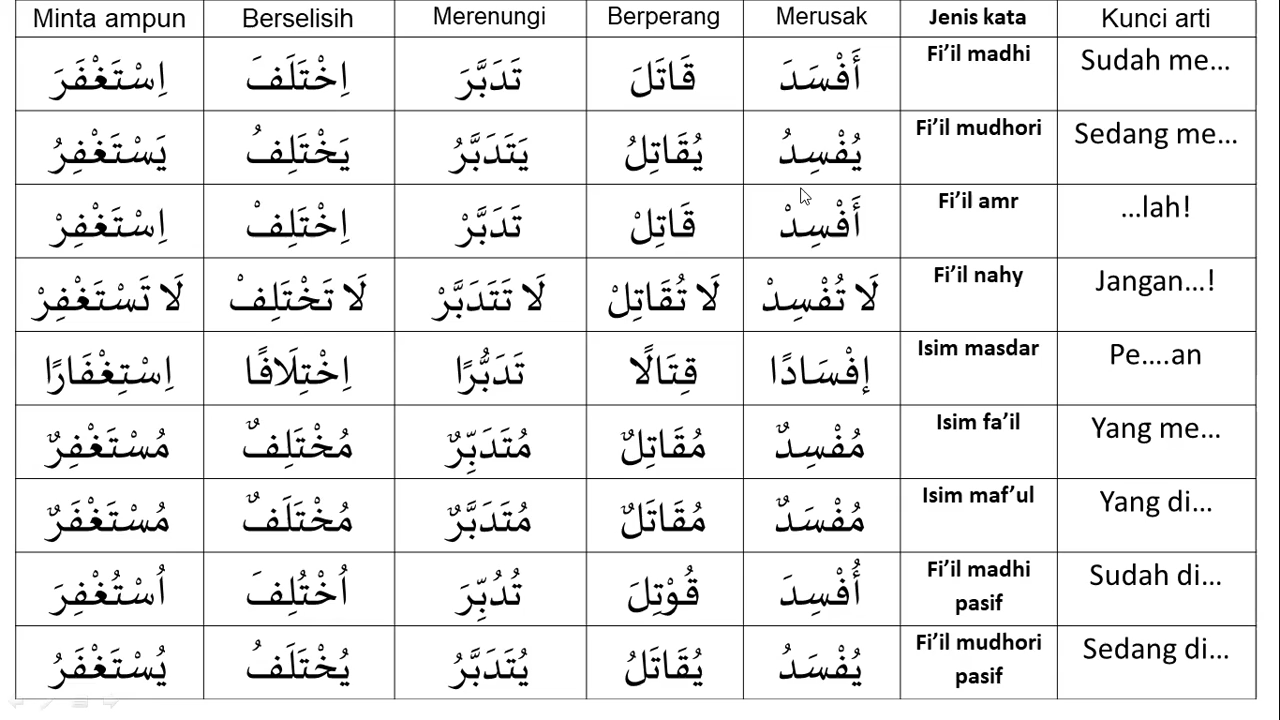 Minta ampun Berselisih Merenungi Berperang Merusak Jenis kata Kunci arti
اِسْتَغْفَرَ اِخْتَلَفَ تَدَبَّرَ قَاتَلَ أَفْسَدَ Fi’il madhi Sudah me...
يَسْتَغْفِرُ يَخْتَلِفُ يَتَدَبَّرُ يُقَاتِلُ يُفْسِدُ Fi’il mudhori Sedang me...
اِسْتَغْفِرْ اِخْتَلِفْ تَدَبَّرْ قَاتِلْ أَفْسِدْ Fi’il amr ...lah!
لَا تَسْتَغْفِرْ لَا تَخْتَلِفْ لَا تَتَدَبَّرْ لَا تُقَاتِلْ لَا تُفْسِدْ Fi’il nahy Jangan...!
اِسْتِغْفَارًا اِخْتِلَافًا تَدَبُّرًا قِتَالًا إفْسَادًا Isim masdar Pe....an
مُسْتَغْفِرٌ مُخْتَلِفٌ مُتَدَبِّرٌ مُقَاتِلٌ مُفْسِدٌ Isim fa’il Yang me...
مُسْتَغْفَرٌ مُخْتَلَفٌ مُتَدَبَّرٌ مُقَاتَلٌ مُفْسَدٌ Isim maf’ul Yang di...
اُسْتُغْفِرَ اُخْتُلِفَ تُدُبِّرَ قُوْتِلَ أُفْسِدَ Fi’il madhi pasif Sudah di...
يُسْتَغْفَرُ يُخْتَلَفُ يُتَدَبَّرُ يُقَاتَلُ يُفْسَدُ Fi’il mudhori pasif Sedang di...